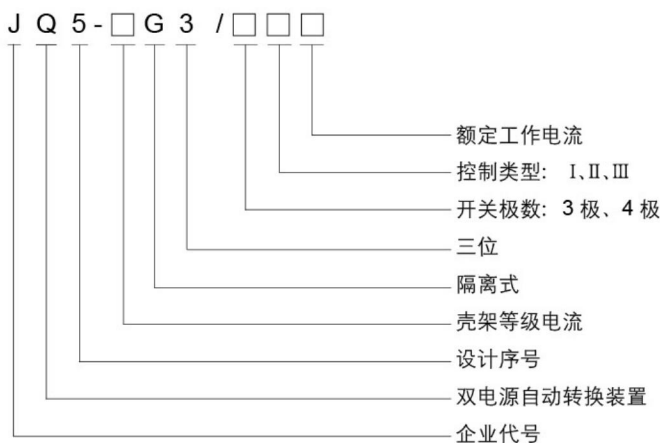 J Q 5 - □ G 3 / □ □ □
额定工作电流
控制类型: Ⅰ、Ⅱ、Ⅲ
开关极数: 3 极、4 极
三位
隔离式
壳架等级电流
设计序号
双电源自动转换装置
企业代号